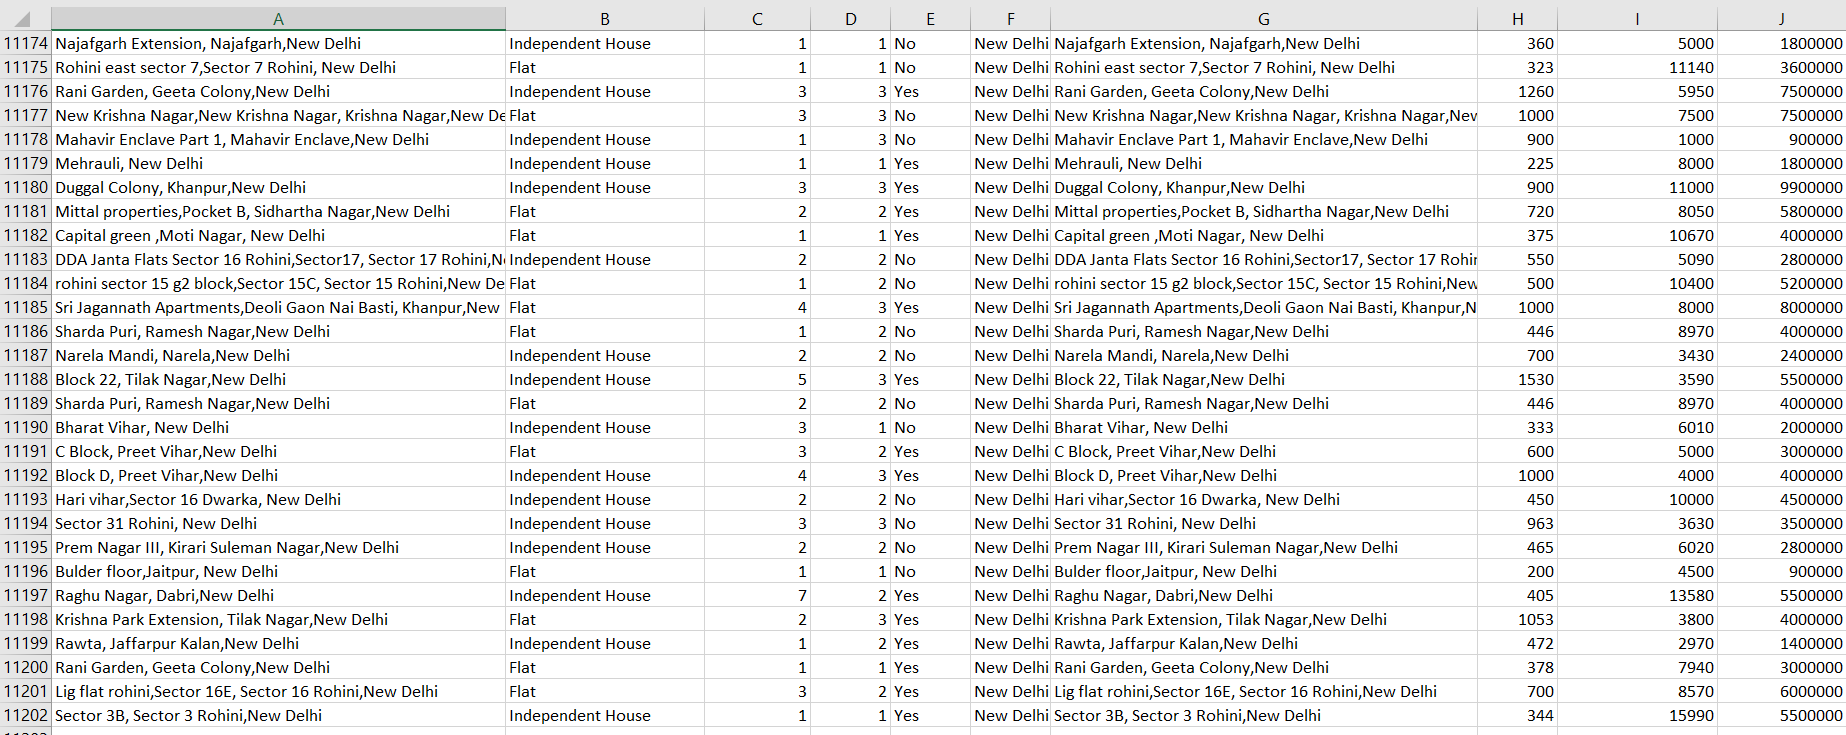 A B C D E F G H I J
11174 Najafgarh Extension, Najafgarh,New Delhi Independent House 1 1 No New Delhi Najafgarh Extension, Najafgarh,New Delhi 360 5000 1800000
11175 Rohini east sector 7,Sector 7 Rohini, New Delhi Flat 1 1 No New Delhi Rohini east sector 7,Sector 7 Rohini, New Delhi 323 11140 3600000
11176 Rani Garden, Geeta Colony,New Delhi Independent House 3 3 Yes New Delhi Rani Garden, Geeta Colony,New Delhi 1260 5950 7500000
11177 New Krishna Nagar,New Krishna Nagar, Krishna Nagar,New De Flat 3 3 No New Delhi New Krishna Nagar,New Krishna Nagar, Krishna Nagar,New 1000 7500 7500000
11178 Mahavir Enclave Part 1, Mahavir Enclave,New Delhi Independent House 1 3 No New Delhi Mahavir Enclave Part 1, Mahavir Enclave,New Delhi 900 1000 900000
11179 Mehrauli, New Delhi Independent House 1 1 Yes New Delhi Mehrauli, New Delhi 225 8000 1800000
11180 Duggal Colony, Khanpur,New Delhi Independent House 3 3 Yes New Delhi Duggal Colony, Khanpur,New Delhi 900 11000 9900000
11181 Mittal properties,Pocket B, Sidhartha Nagar,New Delhi Flat 2 2 Yes New Delhi Mittal properties,Pocket B, Sidhartha Nagar,New Delhi 720 8050 5800000
11182 Capital green ,Moti Nagar, New Delhi Flat 1 1 Yes New Delhi Capital green ,Moti Nagar, New Delhi 375 10670 4000000
11183 DDA Janta Flats Sector 16 Rohini,Sector17, Sector 17 Rohini,N Independent House 2 2 No New Delhi DDA Janta Flats Sector 16 Rohini,Sector17, Sector 17 Rohin 550 5090 2800000
11184 rohini sector 15 g2 block,Sector 15C, Sector 15 Rohini,New De Flat 1 2 No New Delhi rohini sector 15 g2 block,Sector 15C, Sector 15 Rohini,New 500 10400 5200000
11185 Sri Jagannath Apartments,Deoli Gaon Nai Basti, Khanpur,New Flat 4 3 Yes New Delhi Sri Jagannath Apartments,Deoli Gaon Nai Basti, Khanpur,N 1000 8000 8000000
11186 Sharda Puri, Ramesh Nagar,New Delhi Flat 1 2 No New Delhi Sharda Puri, Ramesh Nagar,New Delhi 446 8970 4000000
11187 Narela Mandi, Narela,New Delhi Independent House 2 2 No New Delhi Narela Mandi, Narela,New Delhi 700 3430 2400000
11188 Block 22, Tilak Nagar,New Delhi Independent House 5 3 Yes New Delhi Block 22, Tilak Nagar,New Delhi 1530 3590 5500000
11189 Sharda Puri, Ramesh Nagar,New Delhi Flat 2 2 No New Delhi Sharda Puri, Ramesh Nagar,New Delhi 446 8970 4000000
11190 Bharat Vihar, New Delhi Independent House 3 1 No New Delhi Bharat Vihar, New Delhi 333 6010 2000000
11191 C Block, Preet Vihar,New Delhi Flat 3 2 Yes New Delhi C Block, Preet Vihar,New Delhi 600 5000 3000000
11192 Block D, Preet Vihar,New Delhi Independent House 4 3 Yes New Delhi Block D, Preet Vihar,New Delhi 1000 4000 4000000
11193 Hari vihar,Sector 16 Dwarka, New Delhi Independent House 2 2 No New Delhi Hari vihar,Sector 16 Dwarka, New Delhi 450 10000 4500000
11194 Sector 31 Rohini, New Delhi Independent House 3 3 No New Delhi Sector 31 Rohini, New Delhi 963 3630 3500000
11195 Prem Nagar III, Kirari Suleman Nagar,New Delhi Independent House 2 2 No New Delhi Prem Nagar III, Kirari Suleman Nagar,New Delhi 465 6020 2800000
11196 Bulder floor,Jaitpur, New Delhi Flat 1 1 No New Delhi Bulder floor,Jaitpur, New Delhi 200 4500 900000
11197 Raghu Nagar, Dabri,New Delhi Independent House 7 2 Yes New Delhi Raghu Nagar, Dabri,New Delhi 405 13580 5500000
11198 Krishna Park Extension, Tilak Nagar,New Delhi Flat 2 3 Yes New Delhi Krishna Park Extension, Tilak Nagar,New Delhi 1053 3800 4000000
11199 Rawta, Jaffarpur Kalan,New Delhi Independent House 1 2 Yes New Delhi Rawta, Jaffarpur Kalan,New Delhi 472 2970 1400000
11200 Rani Garden, Geeta Colony,New Delhi Flat 1 1 Yes New Delhi Rani Garden, Geeta Colony,New Delhi 378 7940 3000000
11201 Lig flat rohini,Sector 16E, Sector 16 Rohini,New Delhi Flat 3 2 Yes New Delhi Lig flat rohini,Sector 16E, Sector 16 Rohini,New Delhi 700 8570 6000000
11202 Sector 3B, Sector 3 Rohini,New Delhi Independent House 1 1 Yes New Delhi Sector 3B, Sector 3 Rohini,New Delhi 344 15990 5500000